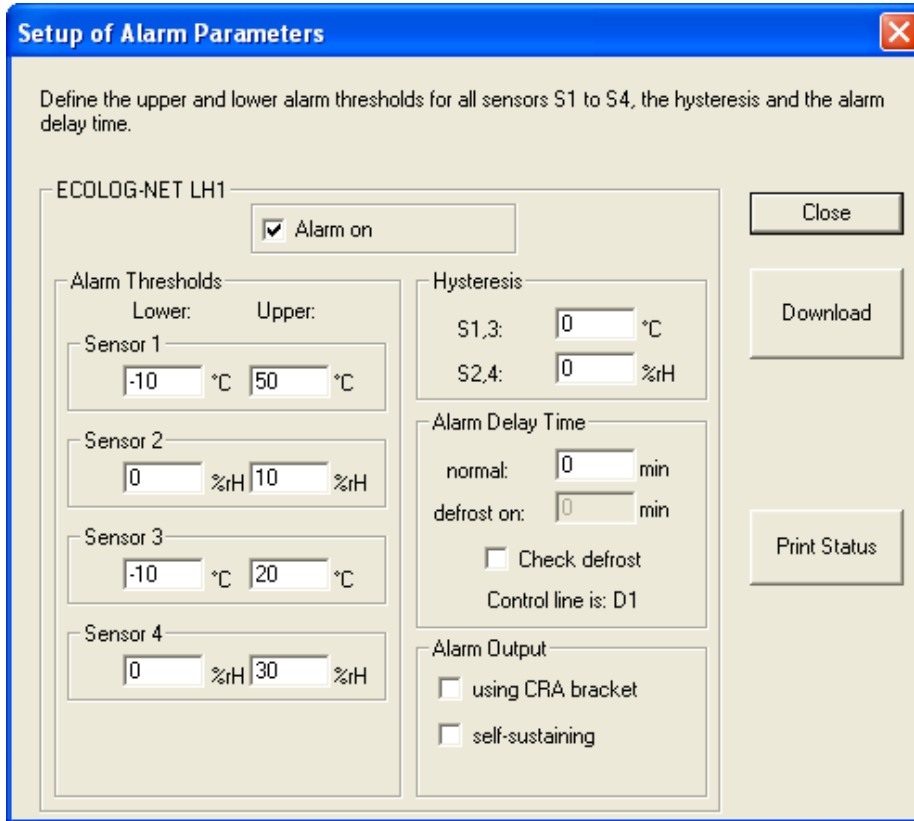 Setup of Alarm Parameters
Define the upper and lower alarm thresholds for all sensors S1 to S4, the hysteresis and the alarm
delay time.
ECOLOG-NET LH1
Alarm on
Alarm Thresholds
Lower: Upper:
Sensor 1
-10 °C 50 °C
Sensor 2
0 %rH 10 %rH
Sensor 3
-10 °C 20 °C
Sensor 4
0 %rH 30 %rH
Hysteresis
S1,3: 0 °C
S2,4: 0 %rH
Alarm Delay Time
normal: 0 min
defrost on: 0 min
Check defrost
Control line is: D1
Alarm Output
using CRA bracket
self-sustaining
Close
Download
Print Status